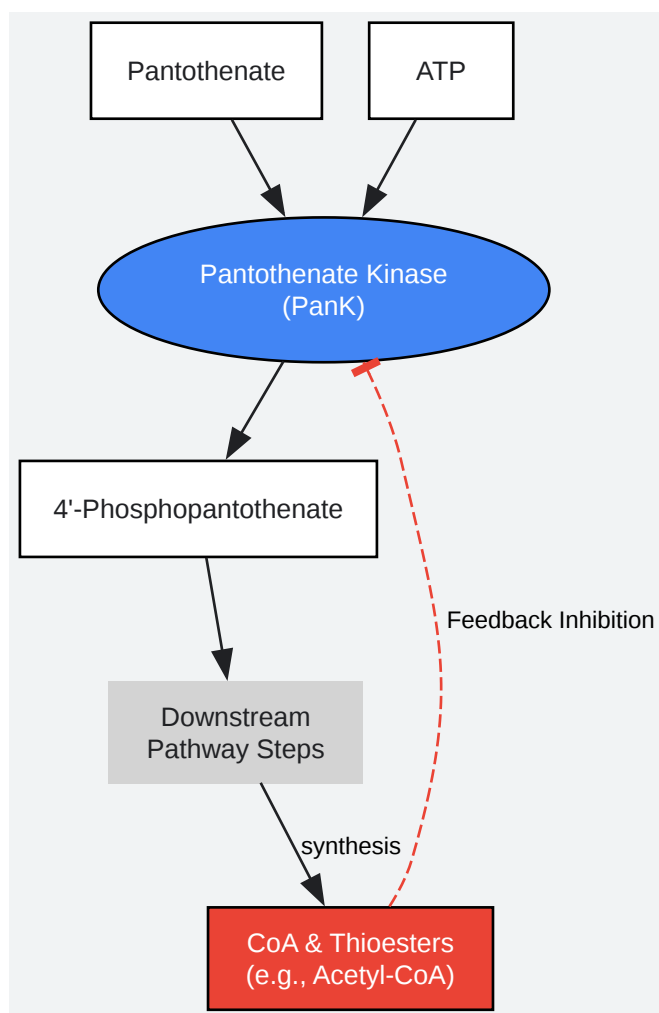 Pantothenate
ATP
Pantothenate Kinase
(PanK)
4'-Phosphopantothenate
Feedback Inhibition
Downstream
Pathway Steps
synthesis
CoA & Thioesters
(e.g., Acetyl-CoA)